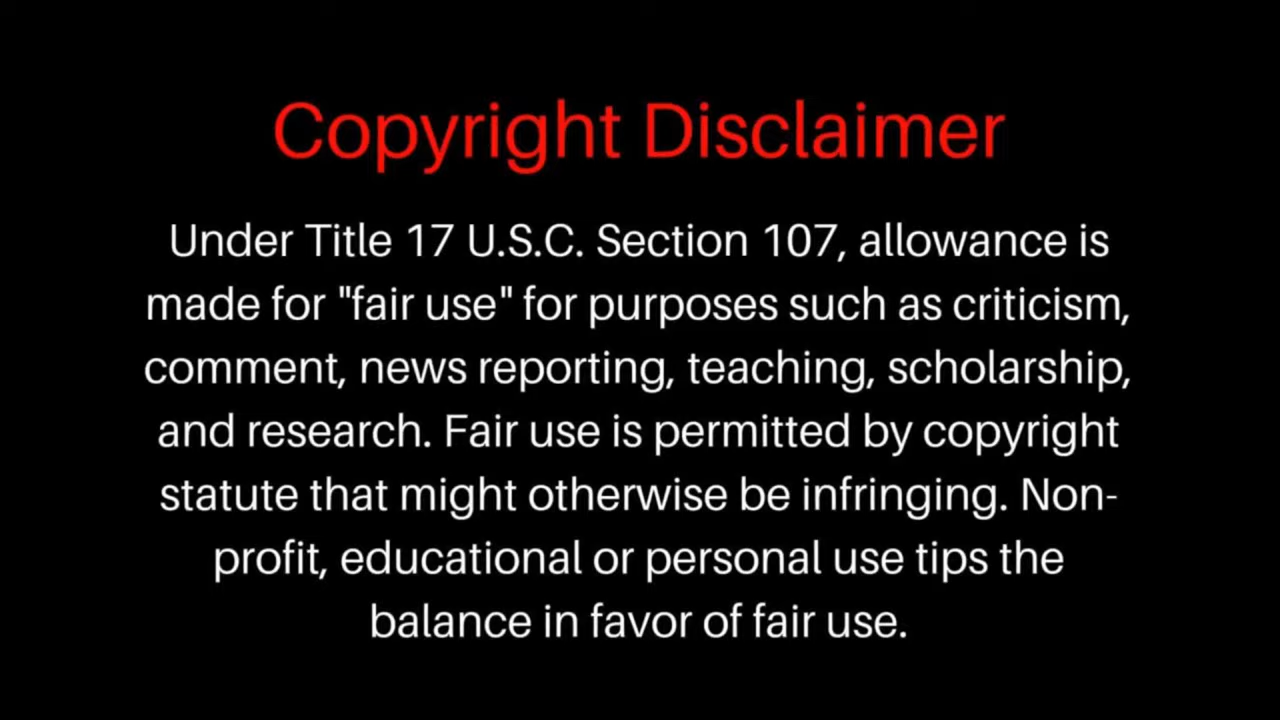 Copyright Disclaimer
Under Title 17 U.S.C. Section 107, allowance is
made for "fair use" for purposes such as criticism,
comment, news reporting, teaching, scholarship,
and research. Fair use is permitted by copyright
statute that might otherwise be infringing. Non-
profit, educational or personal use tips the
balance in favor of fair use.